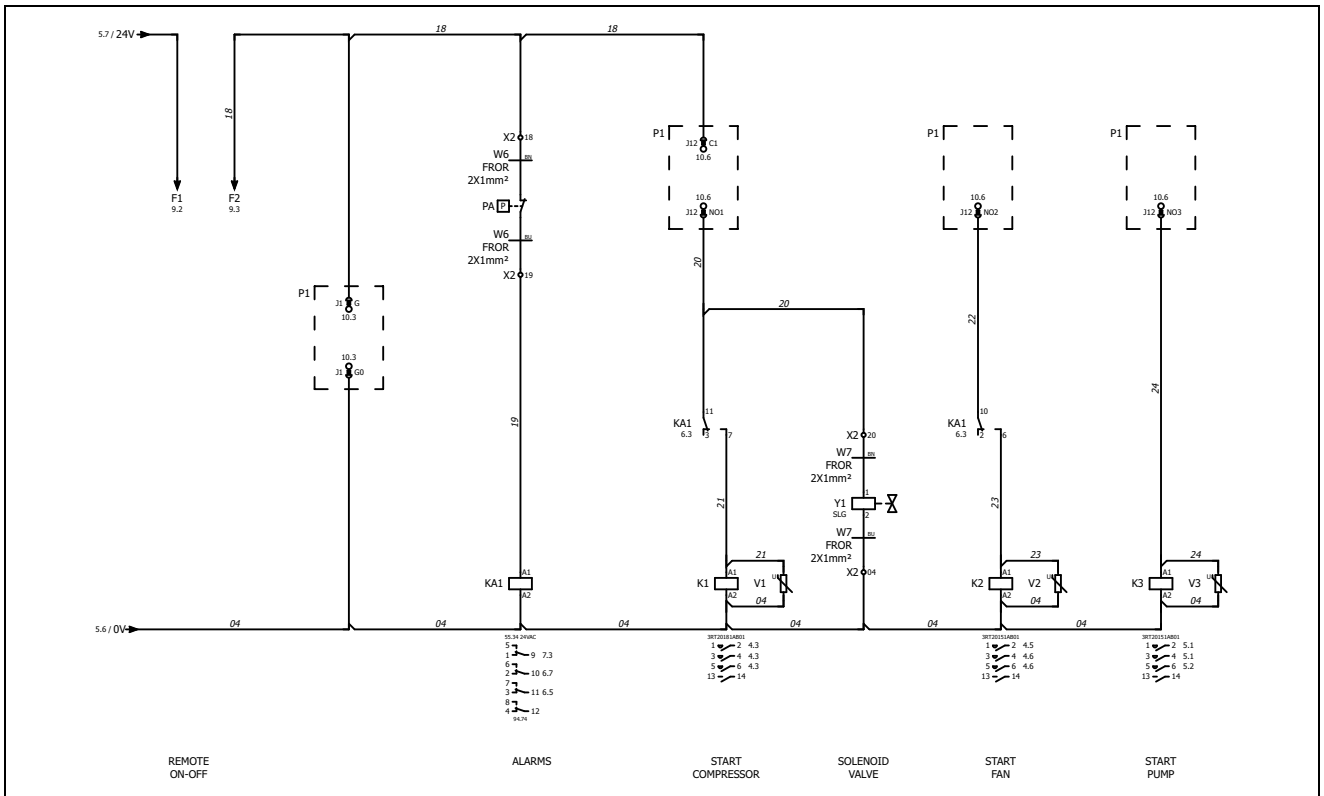 5.7 / 24V
18
18
18
F1
9.2
F2
9.3
P1
J1 G
10.3
10.3
J1 G0
X2 18
W6 BN
FROR
2X1mm²
PA P
W6 BU
FROR
2X1mm²
X2 19
19
KA1 A1
A2
P1
J12 C1
10.6
10.6
J12 NO1
20
20
KA1 11
6.3 3 7
21
21
K1 A1 V1 U
A2
04
X2 20
W7 BN
FROR
2X1mm²
Y1 1
SLG 2
W7 BU
FROR
2X1mm²
X2 04
P1
10.6
J12 NO2
22
KA1 10
6.3 2 6
23
23
K2 A1 V2 U
A2
04
P1
10.6
J12 NO3
24
24
K3 A1 V3 U
A2
04
5.6 / 0V
04 04 04 04 04
55.34 24VAC
5
1 9 7.3
6
2 10 6.7
7
3 11 6.5
8
4 12
94.74
3RT20181AB01
1 2 4.3
3 4 4.3
5 6 4.3
13 14
3RT20151AB01
1 2 4.5
3 4 4.6
5 6 4.6
13 14
3RT20151AB01
1 2 5.1
3 4 5.1
5 6 5.2
13 14
REMOTE
ON-OFF
ALARMS
START
COMPRESSOR
SOLENOID
VALVE
START
FAN
START
PUMP